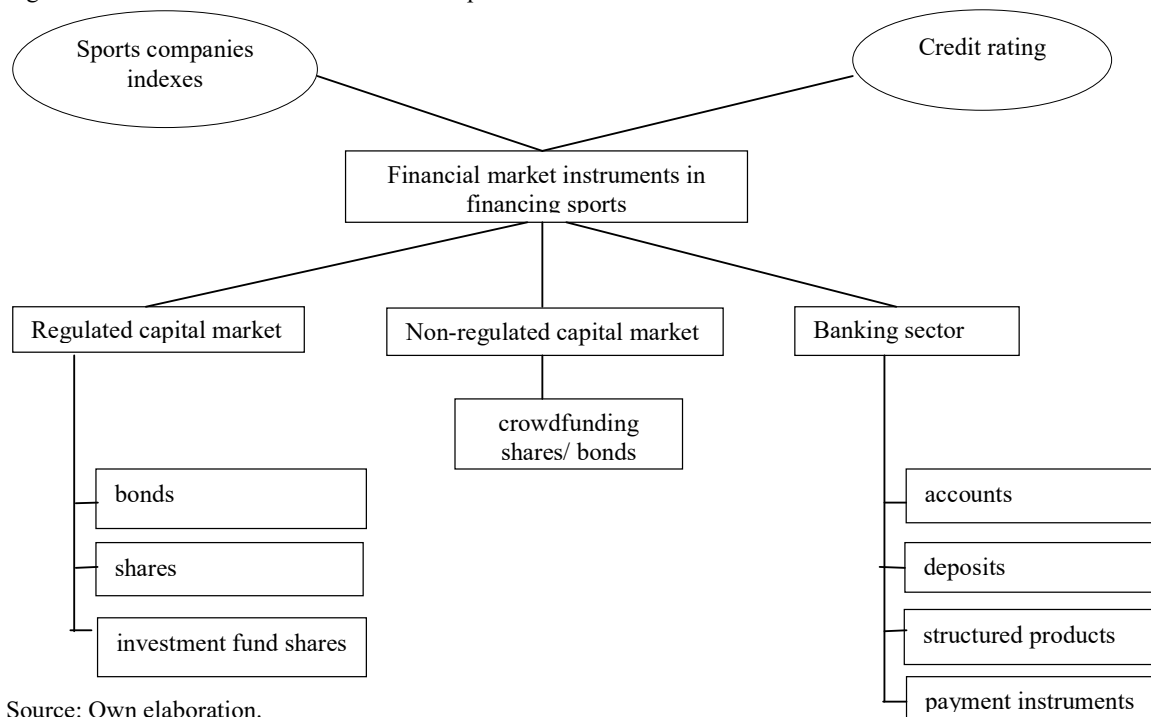 Sports companies
indexes
Credit rating
Financial market instruments in
financing sports
Regulated capital market
Non-regulated capital market
Banking sector
crowdfunding
shares/ bonds
bonds
shares
investment fund shares
accounts
deposits
structured products
payment instruments
Source: Own elaboration.